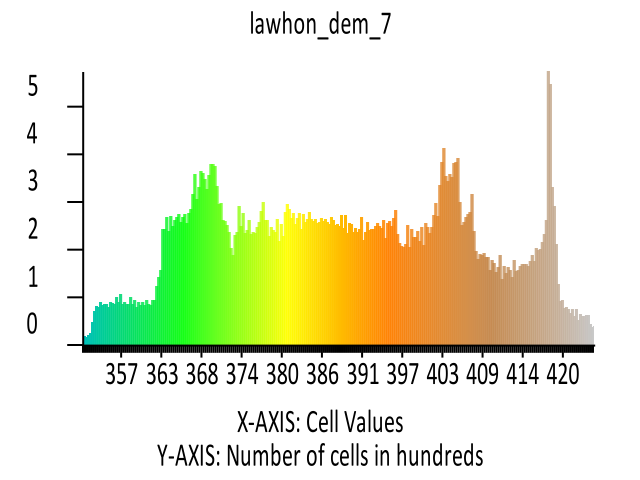 lawhon_dem_7
5
4
3
2
1
0
357 363 368 374 380 386 391 397 403 409 414 420
X-AXIS: Cell Values
Y-AXIS: Number of cells in hundreds